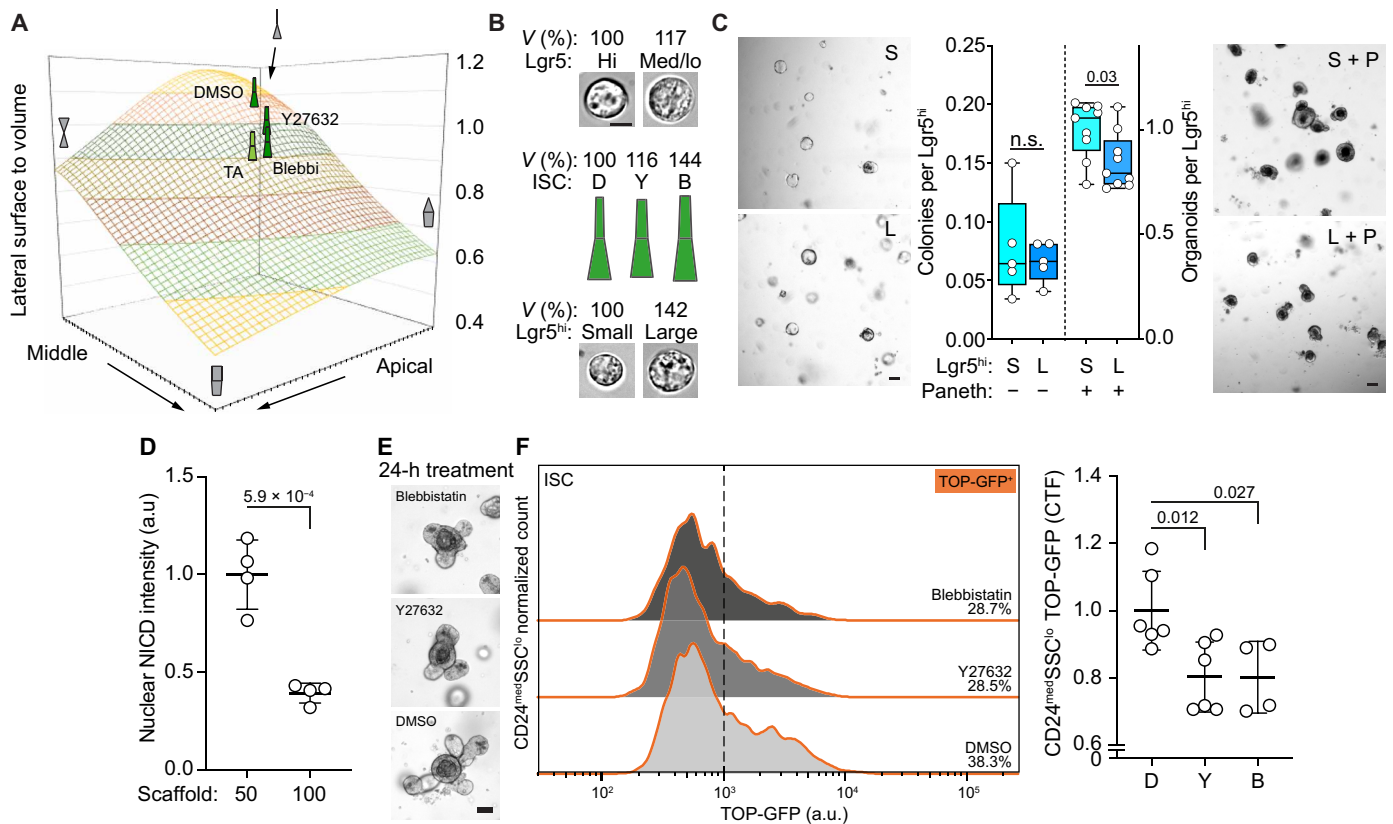 A
Lateral surface to volume
1.2
1.0
0.8
0.6
0.4
DMSO
Y27632
TA
Blebbi
Middle
Apical
B
V (%): 100 117
Lgr5: Hi Med/lo
V (%): 100 116 144
ISC: D Y B
V (%): 100 142
Lgr5ʰⁱ: Small Large
C
S
L
Colonies per Lgr5ʰⁱ
0.25
0.20
0.15
0.10
0.05
0.00
n.s.
0.03
1.0
0.5
0.0
Organoids per Lgr5ʰⁱ
Lgr5ʰⁱ: S L S L
Paneth: − − + +
S + P
L + P
D
Nuclear NICD intensity (a.u)
1.5
1.0
0.5
0.0
5.9 × 10⁻⁴
Scaffold: 50 100
E
24-h treatment
Blebbistatin
Y27632
DMSO
F
CD24ᵐᵉᵈSSCˡᵒ normalized count
ISC
TOP-GFP⁺
Blebbistatin
28.7%
Y27632
28.5%
DMSO
38.3%
10² 10³ 10⁴ 10⁵
TOP-GFP (a.u.)
CD24ᵐᵉᵈSSCˡᵒ TOP-GFP (CTF)
1.4
1.2
1.0
0.8
0.6
0
0.027
0.012
D Y B